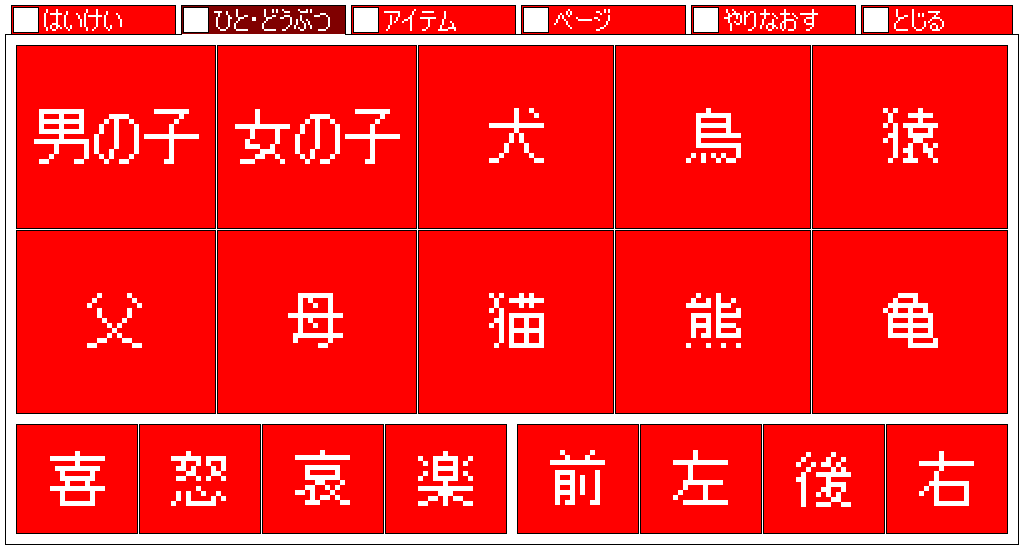 はいけい ひと・どうぶつ アイテム ページ やりなおす とじる
男の子 女の子 犬 鳥 猿
父 母 猫 熊 亀
喜 怒 哀 楽 前 左 後 右